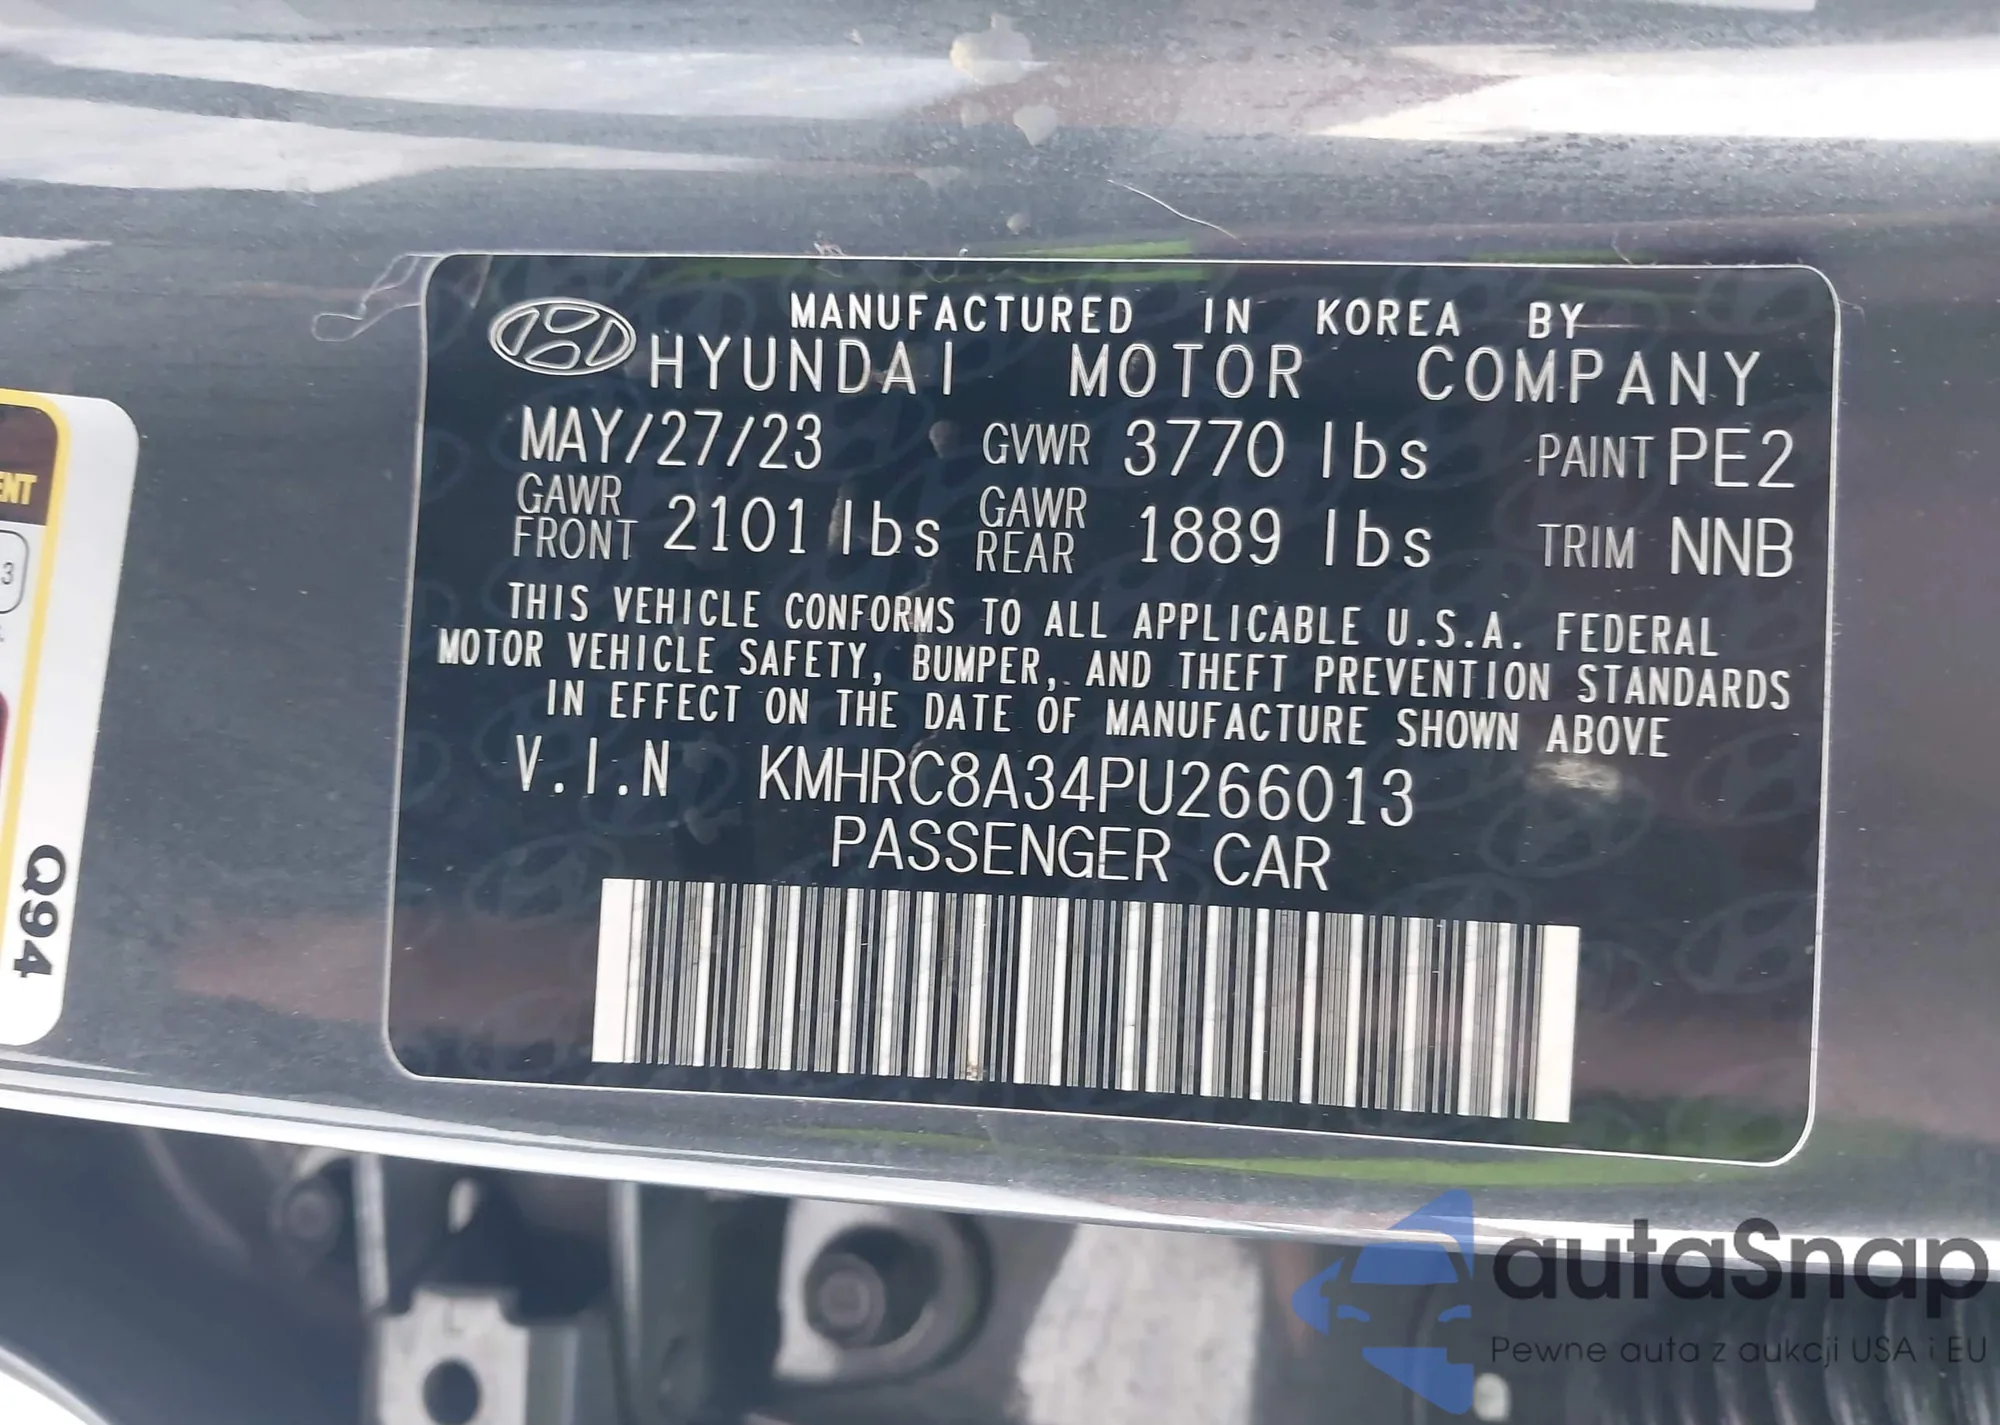 MANUFACTURED IN KOREA BY
HYUNDAI MOTOR COMPANY
MAY/27/23 GVWR 3770 lbs PAINT PE2
GAWR FRONT 2101 lbs GAWR REAR 1889 lbs TRIM NNB
THIS VEHICLE CONFORMS TO ALL APPLICABLE U.S.A. FEDERAL
MOTOR VEHICLE SAFETY, BUMPER, AND THEFT PREVENTION STANDARDS
IN EFFECT ON THE DATE OF MANUFACTURE SHOWN ABOVE
V.I.N KMHRC8A34PU266013
PASSENGER CAR
3
Q94
autaSnap
Pewne auta z aukcji USA i EU